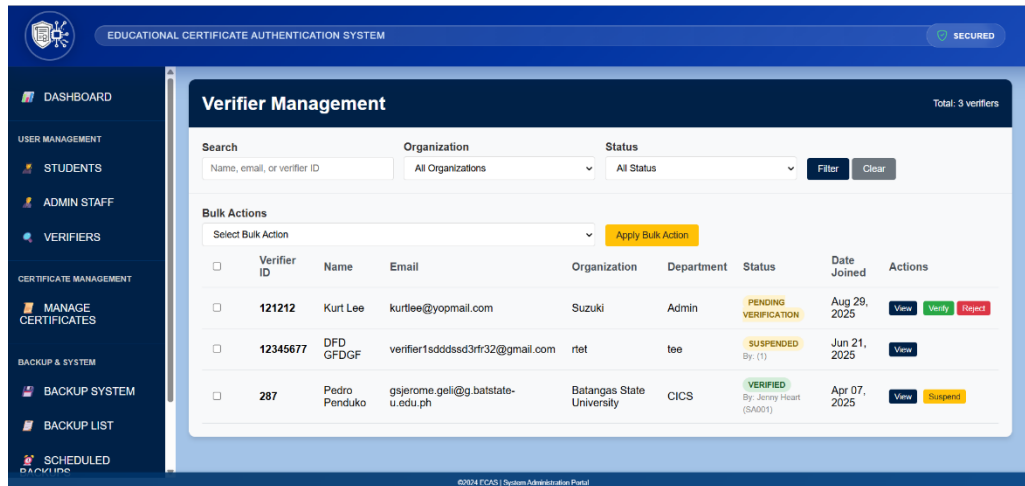 EDUCATIONAL CERTIFICATE AUTHENTICATION SYSTEM
SECURED
DASHBOARD
USER MANAGEMENT
STUDENTS
ADMIN STAFF
VERIFIERS
CERTIFICATE MANAGEMENT
MANAGE
CERTIFICATES
BACKUP & SYSTEM
BACKUP SYSTEM
BACKUP LIST
SCHEDULED
BACKUPS
Verifier Management
Total: 3 verifiers
Search
Organization
Status
Name, email, or verifier ID
All Organizations
All Status
Filter
Clear
Bulk Actions
Select Bulk Action
Apply Bulk Action
Verifier
ID
Name
Email
Organization
Department
Status
Date
Joined
Actions
121212
Kurt Lee
kurtlee@yopmail.com
Suzuki
Admin
PENDING
VERIFICATION
Aug 29,
2025
View
Verify
Reject
12345677
DFD
GFDGF
verifier1sdddssd3rfr32@gmail.com
rtet
tee
SUSPENDED
By: (1)
Jun 21,
2025
View
287
Pedro
Penduko
gsjerome.geli@g.batstate-
u.edu.ph
Batangas State
University
CICS
VERIFIED
By: Jenny Heart
(SA001)
Apr 07,
2025
View
Suspend
©2024 ECAS | System Administration Portal